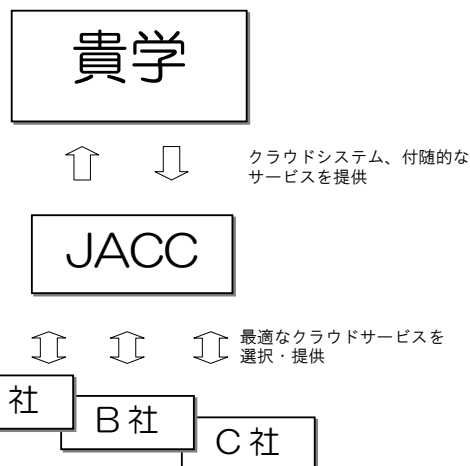 貴学
クラウドシステム、付随的な
サービスを提供
JACC
最適なクラウドサービスを
選択・提供
社
B社
C社